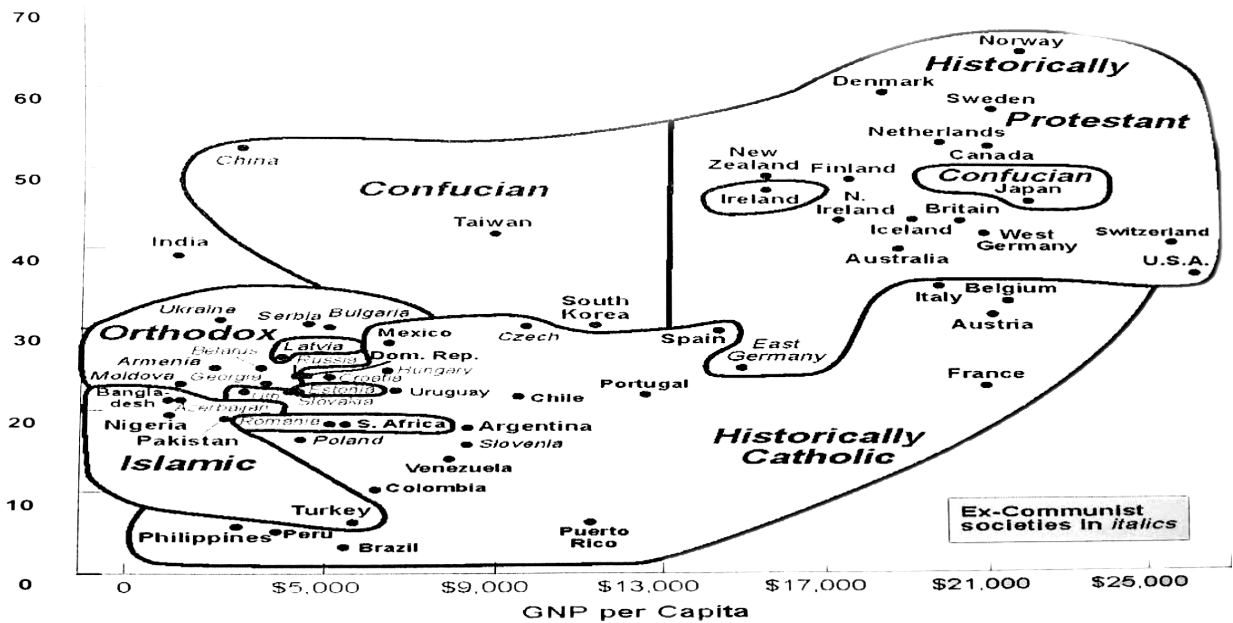 70
60
50
40
30
20
10
0
Norway
Historically
Denmark
Sweden
Protestant
Netherlands
Canada
China
New
Zealand
Finland
Confucian
Japan
Confucian
Ireland
N.
Ireland
Britain
Iceland
Taiwan
West
Germany
Switzerland
India
Australia
U.S.A.
Italy
Belgium
Ukraine
Serbia
Bulgaria
South
Korea
Austria
Orthodox
Mexico
Czech
Spain
East
Germany
Belarus
Latvia
Russia
Dom. Rep.
Armenia
Georgia
Croatia
Hungary
France
Moldova
Portugal
Bangla-
desh
Azerbaijan
Lith
Estonia
Slovakia
Uruguay
Chile
Nigeria
Romania
S. Africa
Argentina
Pakistan
Poland
Slovenia
Historically
Catholic
Islamic
Venezuela
Colombia
Turkey
Philippines
Peru
Brazil
Puerto
Rico
Ex-Communist
societies in italics
0 $5,000 $9,000 $13,000 $17,000 $21,000 $25,000
GNP per Capita